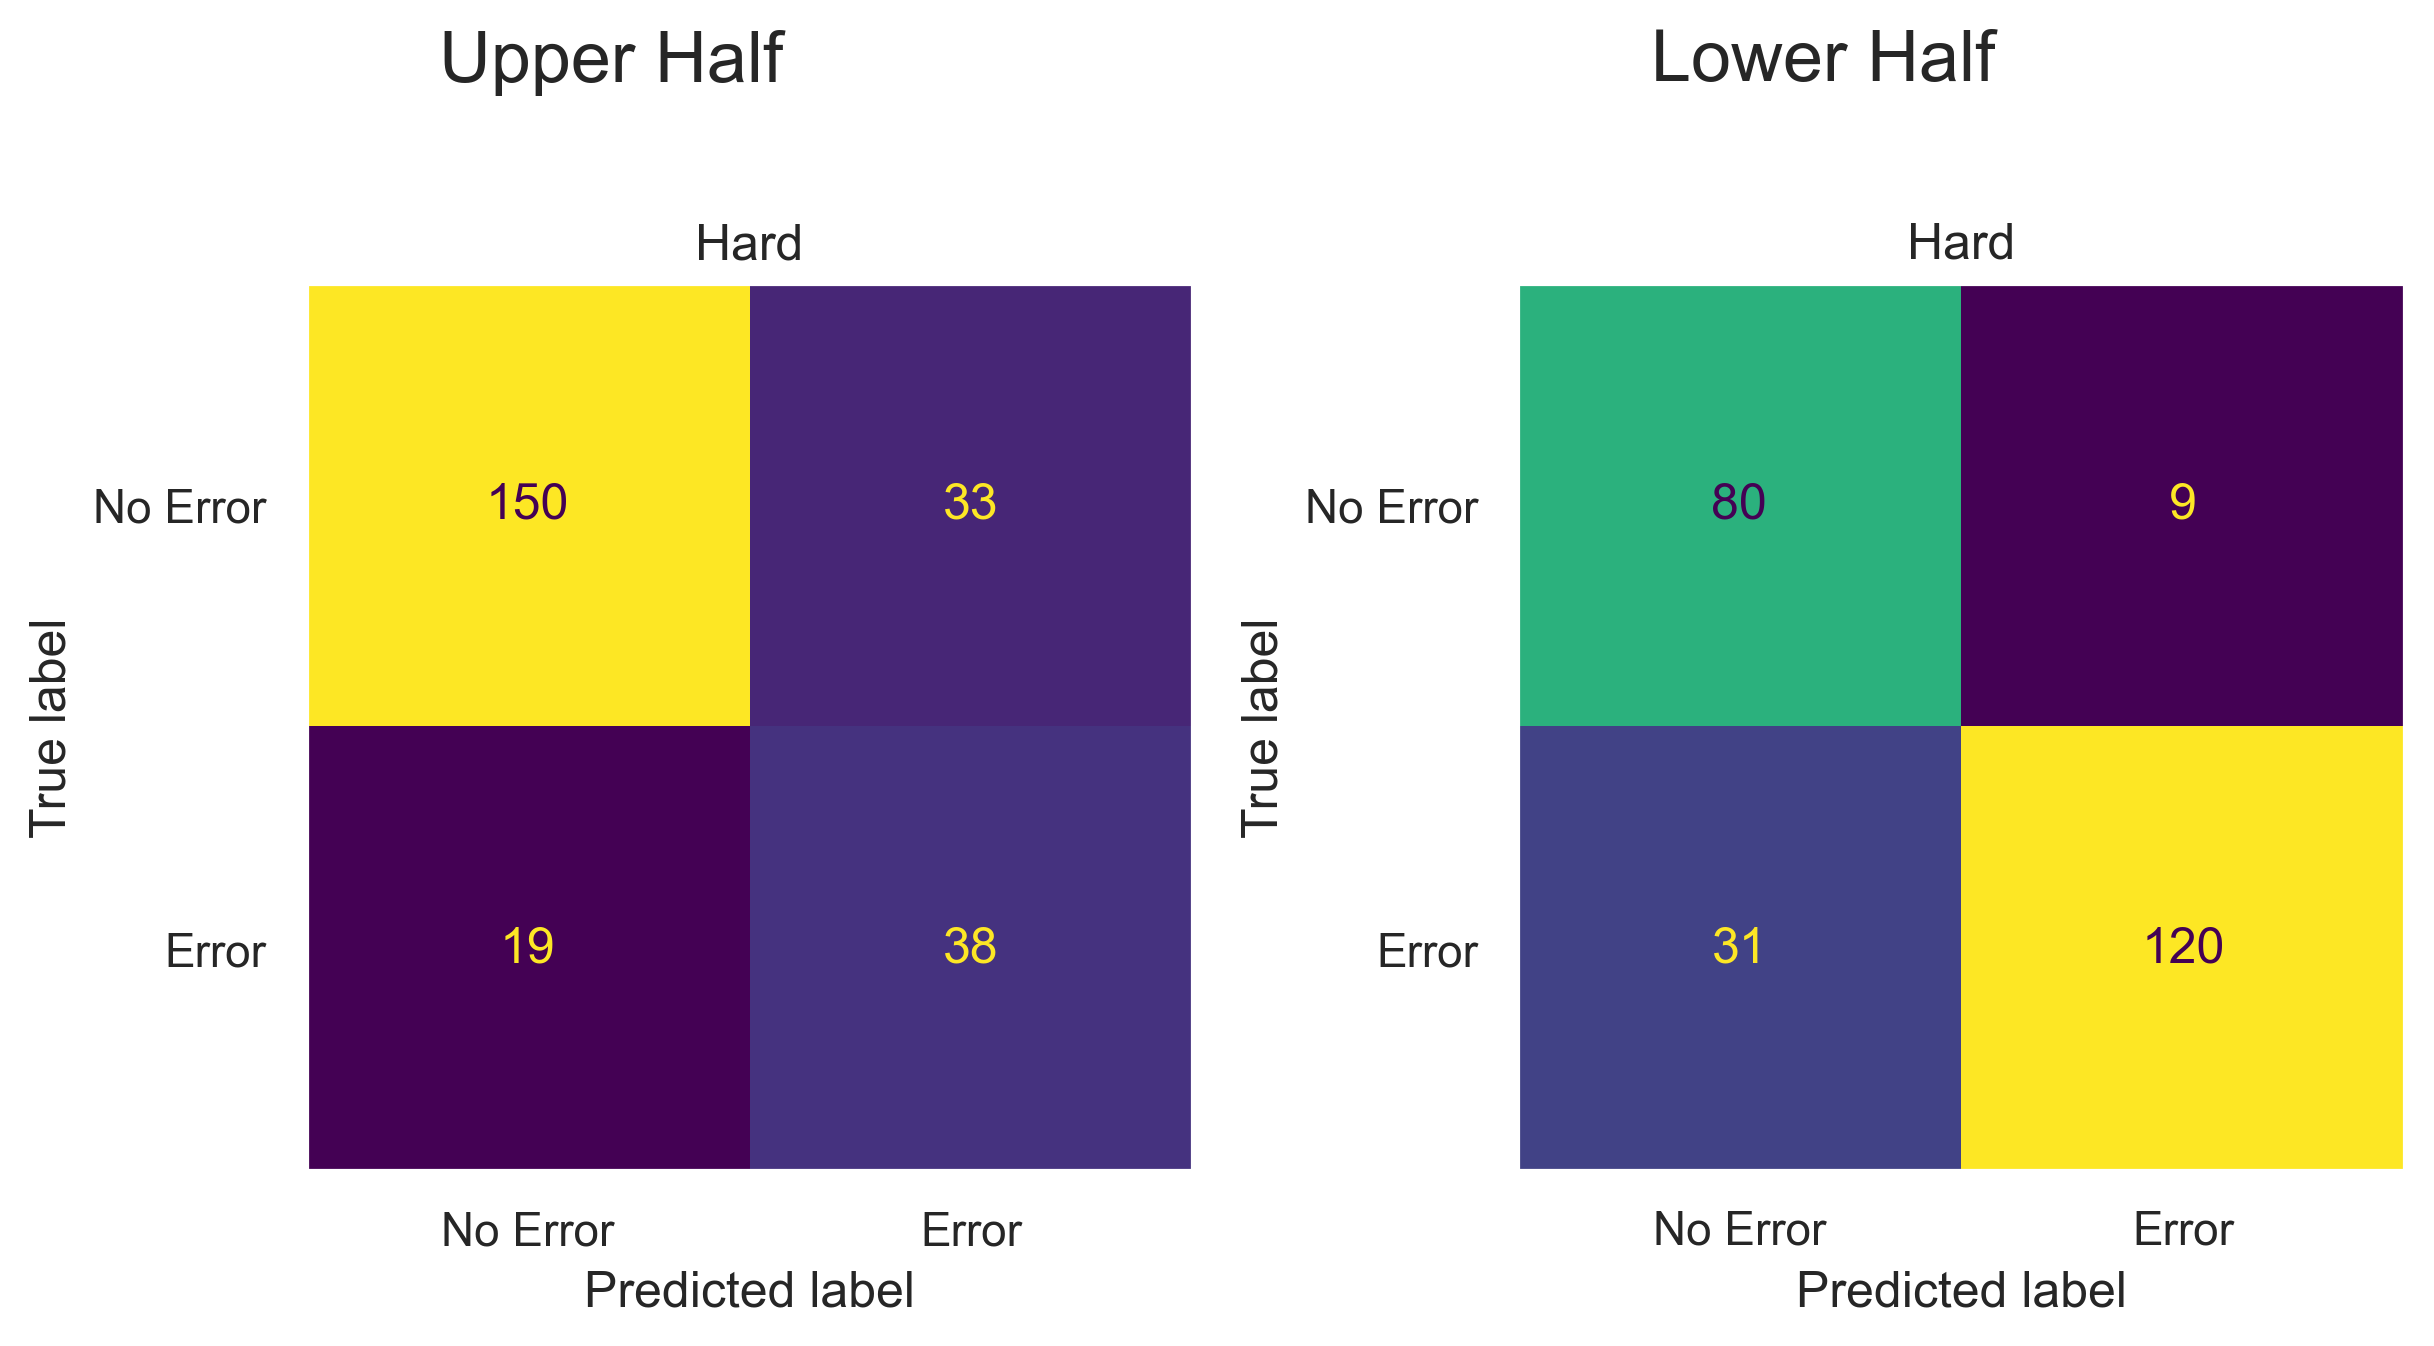 Upper Half
Hard
True label
No Error
150
33
Error
19
38
No Error
Error
Predicted label
Lower Half
Hard
True label
No Error
80
9
Error
31
120
No Error
Error
Predicted label